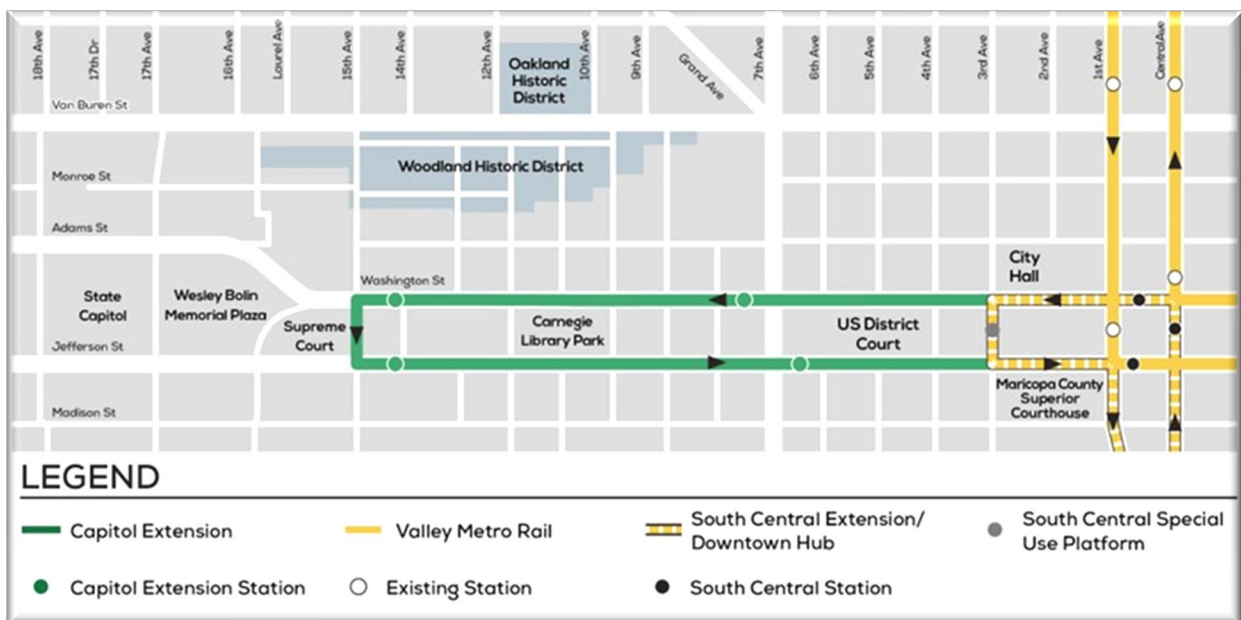 18th Ave
17th Dr
17th Ave
16th Ave
Laurel Ave
15th Ave
14th Ave
12th Ave
10th Ave
9th Ave
Grand Ave
7th Ave
6th Ave
5th Ave
4th Ave
3rd Ave
2nd Ave
1st Ave
Central Ave
Oakland
Historic
District
Van Buren St
Woodland Historic District
Monroe St
Adams St
City
Hall
Washington St
State
Capitol
Wesley Bolin
Memorial Plaza
Supreme
Court
Carnegie
Library Park
US District
Court
Jefferson St
Maricopa County
Superior
Courthouse
Madison St
LEGEND
Capitol Extension
Valley Metro Rail
South Central Extension/
Downtown Hub
South Central Special
Use Platform
Capitol Extension Station
Existing Station
South Central Station